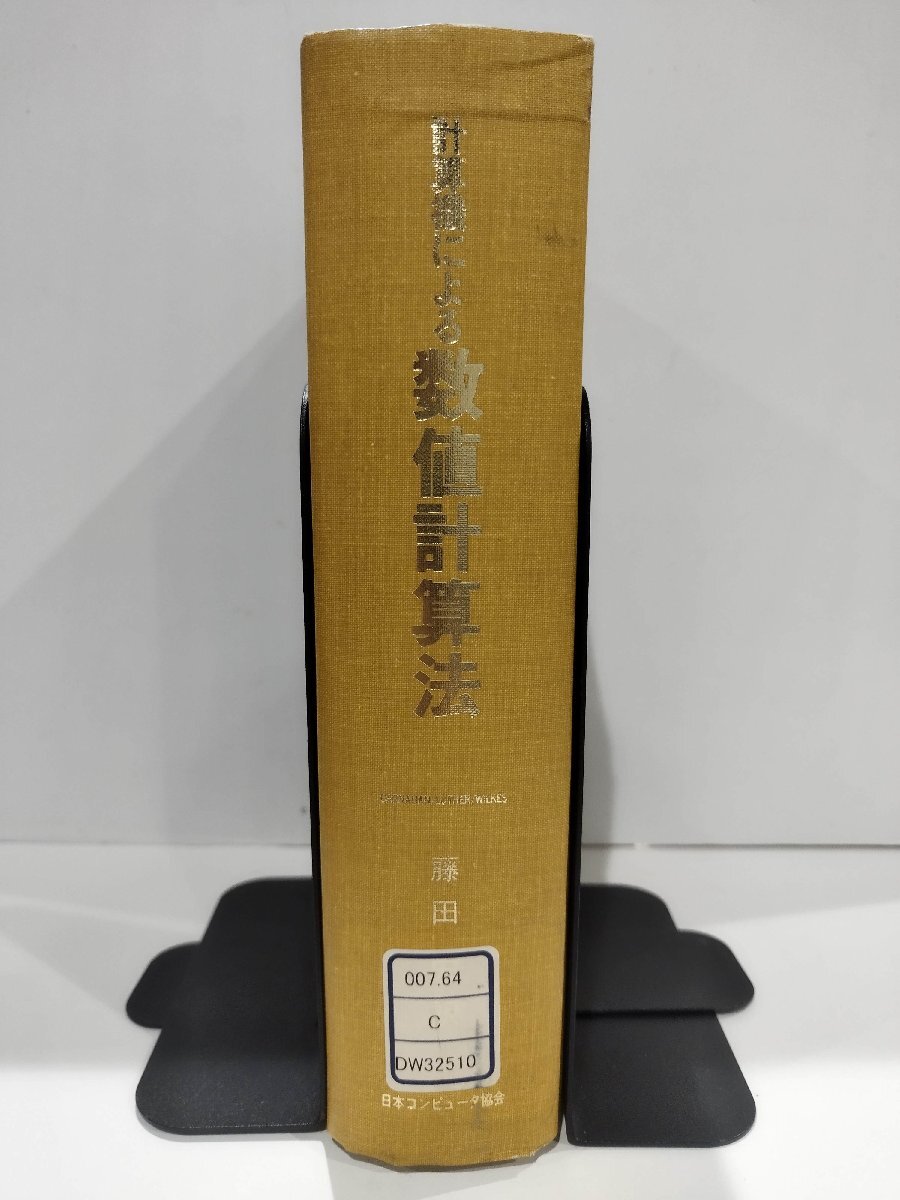 計算機による
数値計算法
CARNAHAN/LUTHER/WILKES
藤田
007.64
C
DW32510
日本コンピュータ協会